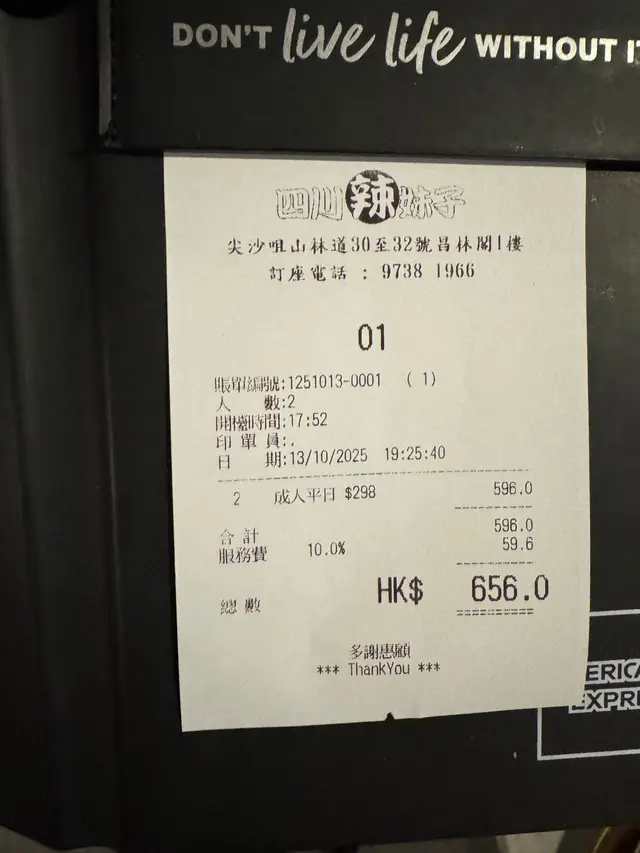 DON'T live life WITHOUT
四川辣妹子
尖沙咀山林道30至32號昌林閣1樓
訂座電話 : 9738 1966
01
賬單編號:1251013-0001 ( 1)
人 數:2
開檯時間:17:52
印單員:.
日 期:13/10/2025 19:25:40
2 成人平日 $298 596.0
合計 596.0
服務費 10.0% 59.6
總數 HK$ 656.0
多謝惠顧
*** ThankYou ***
ERICA
EXPR